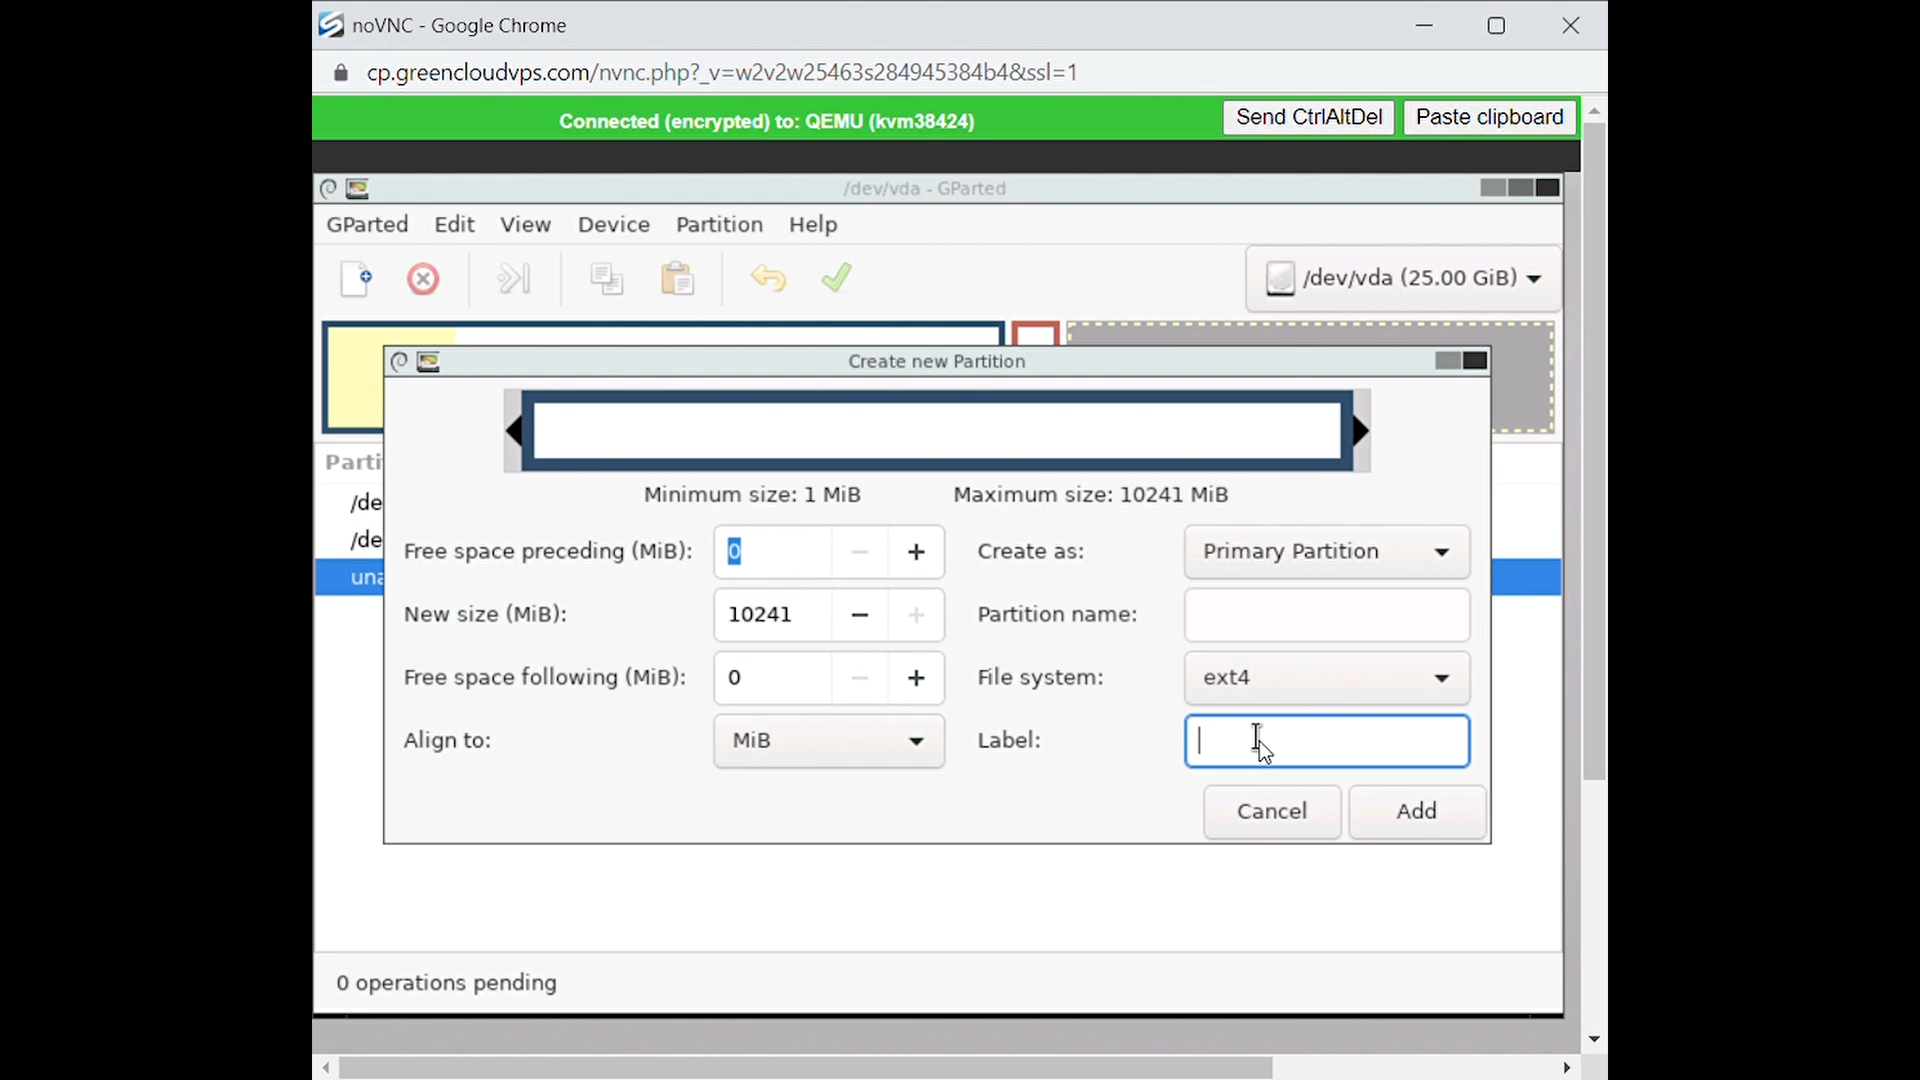 noVNC - Google Chrome
cp.greencloudvps.com/nvnc.php?_v=w2v2w25463s284945384b4&ssl=1
Connected (encrypted) to: QEMU (kvm38424)
Send CtrlAltDel
Paste clipboard
/dev/vda - GParted
GParted Edit View Device Partition Help
/dev/vda (25.00 GiB)
Create new Partition
Parti
/de
/de
una
Minimum size: 1 MiB
Maximum size: 10241 MiB
Free space preceding (MiB): 0
Create as: Primary Partition
New size (MiB): 10241
Partition name:
Free space following (MiB): 0
File system: ext4
Align to: MiB
Label:
Cancel
Add
0 operations pending